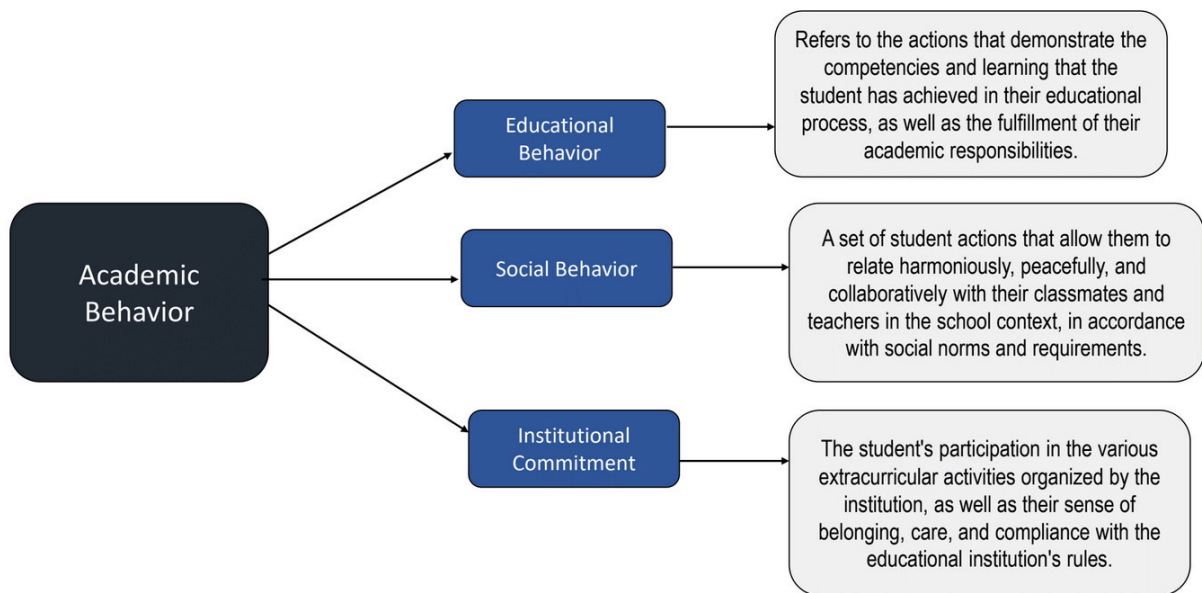 Academic
Behavior
Educational
Behavior
Refers to the actions that demonstrate the
competencies and learning that the
student has achieved in their educational
process, as well as the fulfillment of their
academic responsibilities.
Social Behavior
A set of student actions that allow them to
relate harmoniously, peacefully, and
collaboratively with their classmates and
teachers in the school context, in accordance
with social norms and requirements.
Institutional
Commitment
The student's participation in the various
extracurricular activities organized by the
institution, as well as their sense of
belonging, care, and compliance with the
educational institution's rules.